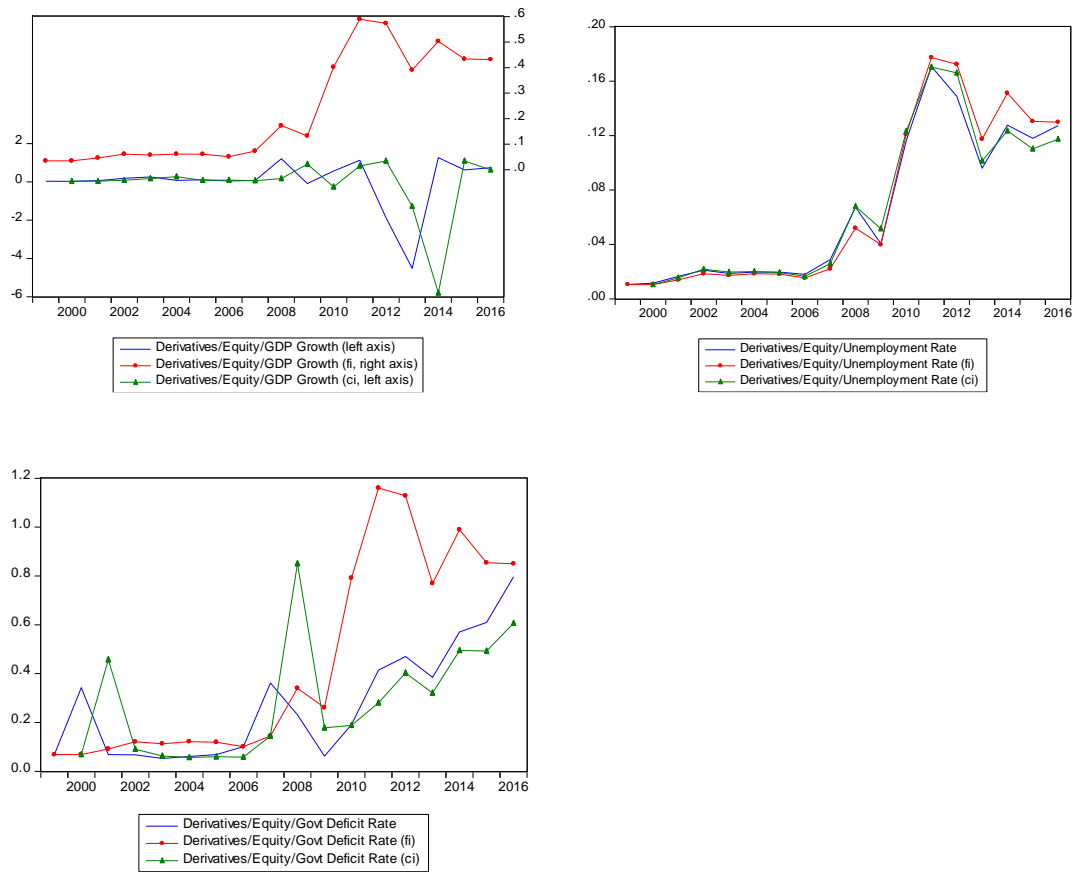 .6
.5
.4
.3
.2
.1
.0
2
0
-2
-4
-6
2000 2002 2004 2006 2008 2010 2012 2014 2016
Derivatives/Equity/GDP Growth (left axis)
Derivatives/Equity/GDP Growth (fi, right axis)
Derivatives/Equity/GDP Growth (ci, left axis)
.20
.16
.12
.08
.04
.00
2000 2002 2004 2006 2008 2010 2012 2014 2016
Derivatives/Equity/Unemployment Rate
Derivatives/Equity/Unemployment Rate (fi)
Derivatives/Equity/Unemployment Rate (ci)
1.2
1.0
0.8
0.6
0.4
0.2
0.0
2000 2002 2004 2006 2008 2010 2012 2014 2016
Derivatives/Equity/Govt Deficit Rate
Derivatives/Equity/Govt Deficit Rate (fi)
Derivatives/Equity/Govt Deficit Rate (ci)